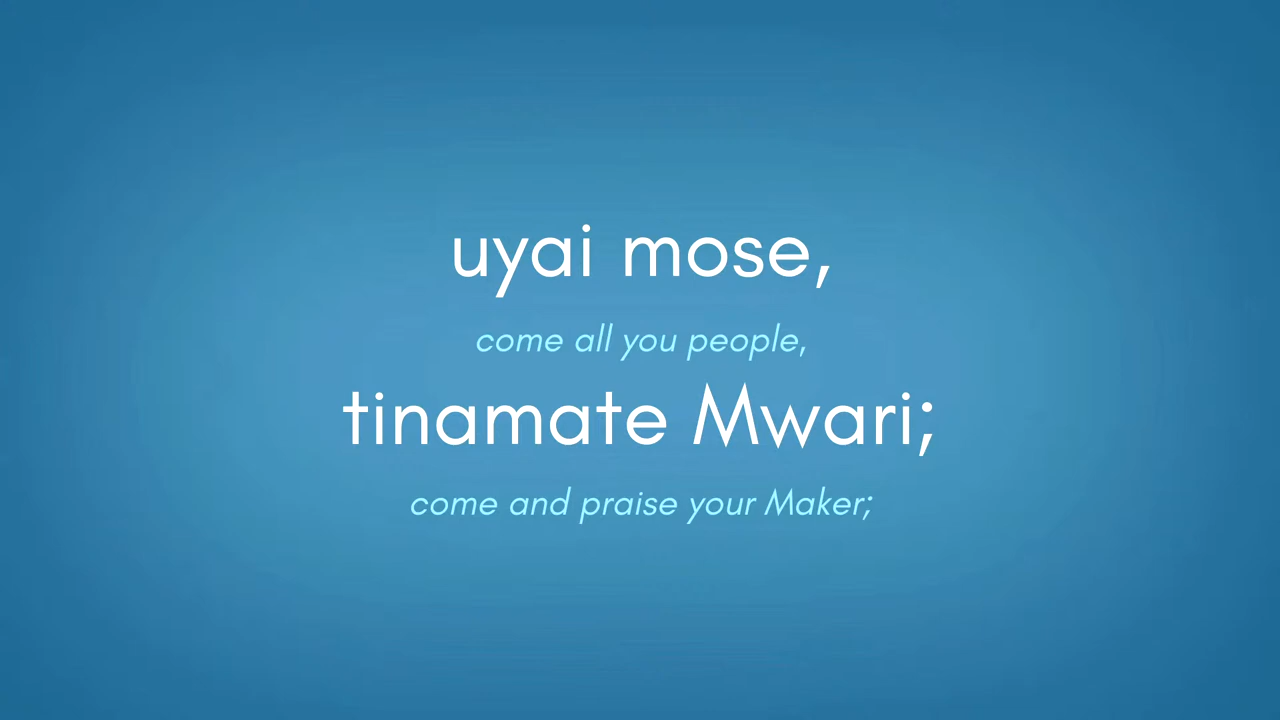 uyai mose,
come all you people,
tinamate Mwari;
come and praise your Maker;